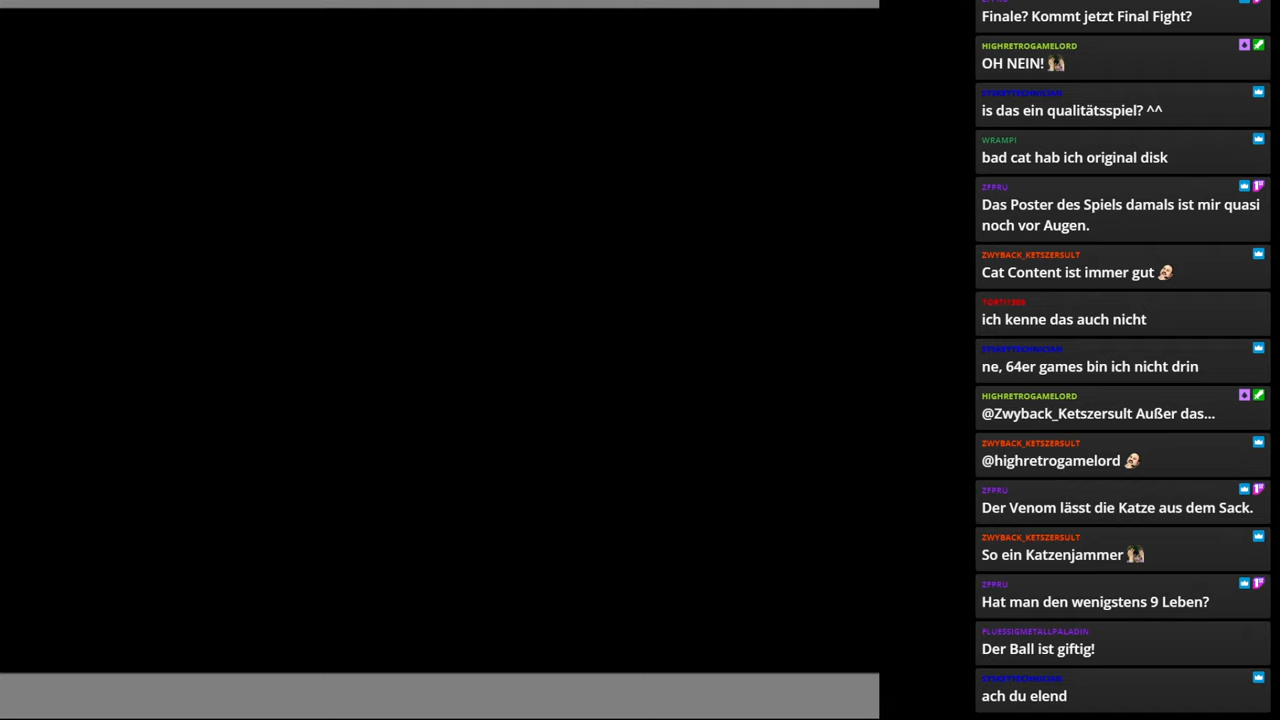 Finale? Kommt jetzt Final Fight?
HIGHRETROGAMELORD
OH NEIN!
is das ein qualitätsspiel? ^^
WRAMPI
bad cat hab ich original disk
ZFPRU
Das Poster des Spiels damals ist mir quasi
noch vor Augen.
ZWYBACK_KETSZERSULT
Cat Content ist immer gut
ich kenne das auch nicht
ne, 64er games bin ich nicht drin
HIGHRETROGAMELORD
@Zwyback_Ketszersult Außer das...
ZWYBACK_KETSZERSULT
@highretrogamelord
ZFPRU
Der Venom lässt die Katze aus dem Sack.
ZWYBACK_KETSZERSULT
So ein Katzenjammer
ZFPRU
Hat man den wenigstens 9 Leben?
FLUESSIGMETALLPALADIN
Der Ball ist giftig!
ach du elend